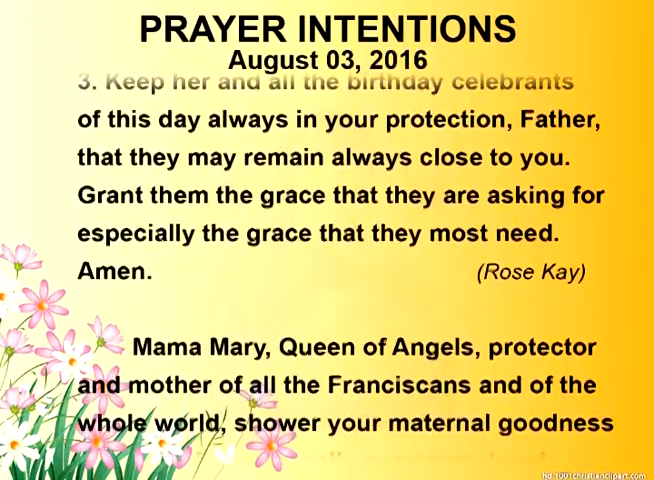 PRAYER INTENTIONS
August 03, 2016
3. Keep her and all the birthday celebrants
of this day always in your protection, Father,
that they may remain always close to you.
Grant them the grace that they are asking for
especially the grace that they most need.
Amen. (Rose Kay)
Mama Mary, Queen of Angels, protector
and mother of all the Franciscans and of the
whole world, shower your maternal goodness
hd.1001christianclipart.com